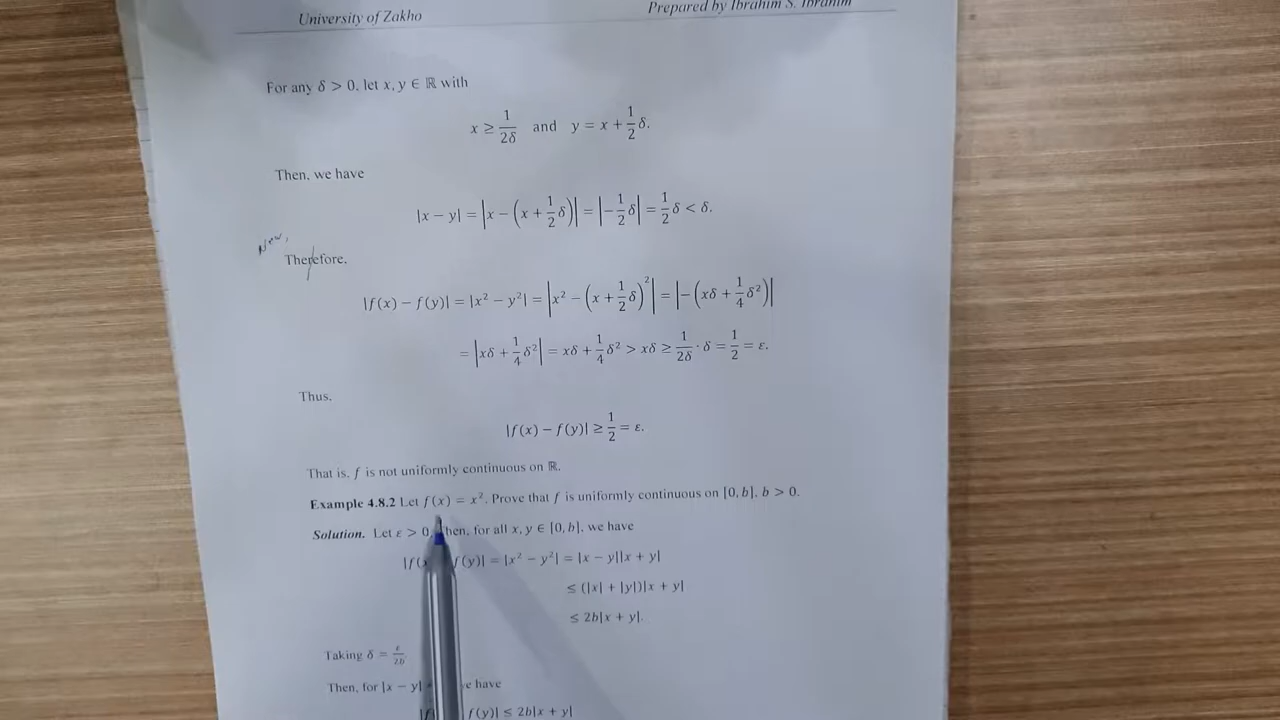 University of Zakho
Prepared by Ibrahim S. Ibrahim
For any δ > 0, let x, y ∈ ℝ with
x ≥ 1/(2δ) and y = x + 1/2 δ.
Then, we have
|x − y| = |x − (x + 1/2 δ)| = |−1/2 δ| = 1/2 δ < δ.
Now,
Therefore,
|f(x) − f(y)| = |x² − y²| = |x² − (x + 1/2 δ)²| = |−(xδ + 1/4 δ²)|
= |xδ + 1/4 δ²| = xδ + 1/4 δ² > xδ ≥ 1/(2δ) · δ = 1/2 = ε.
Thus,
|f(x) − f(y)| ≥ 1/2 = ε.
That is, f is not uniformly continuous on ℝ.
Example 4.8.2 Let f(x) = x². Prove that f is uniformly continuous on [0, b], b > 0.
Solution. Let ε > 0. Then, for all x, y ∈ [0, b], we have
|f(x f(y)| = |x² − y²| = |x − y||x + y|
≤ (|x| + |y|)|x + y|
≤ 2b|x + y|.
Taking δ = ε/2b
Then, for |x − y| we have
|f f(y)| ≤ 2b|x + y|